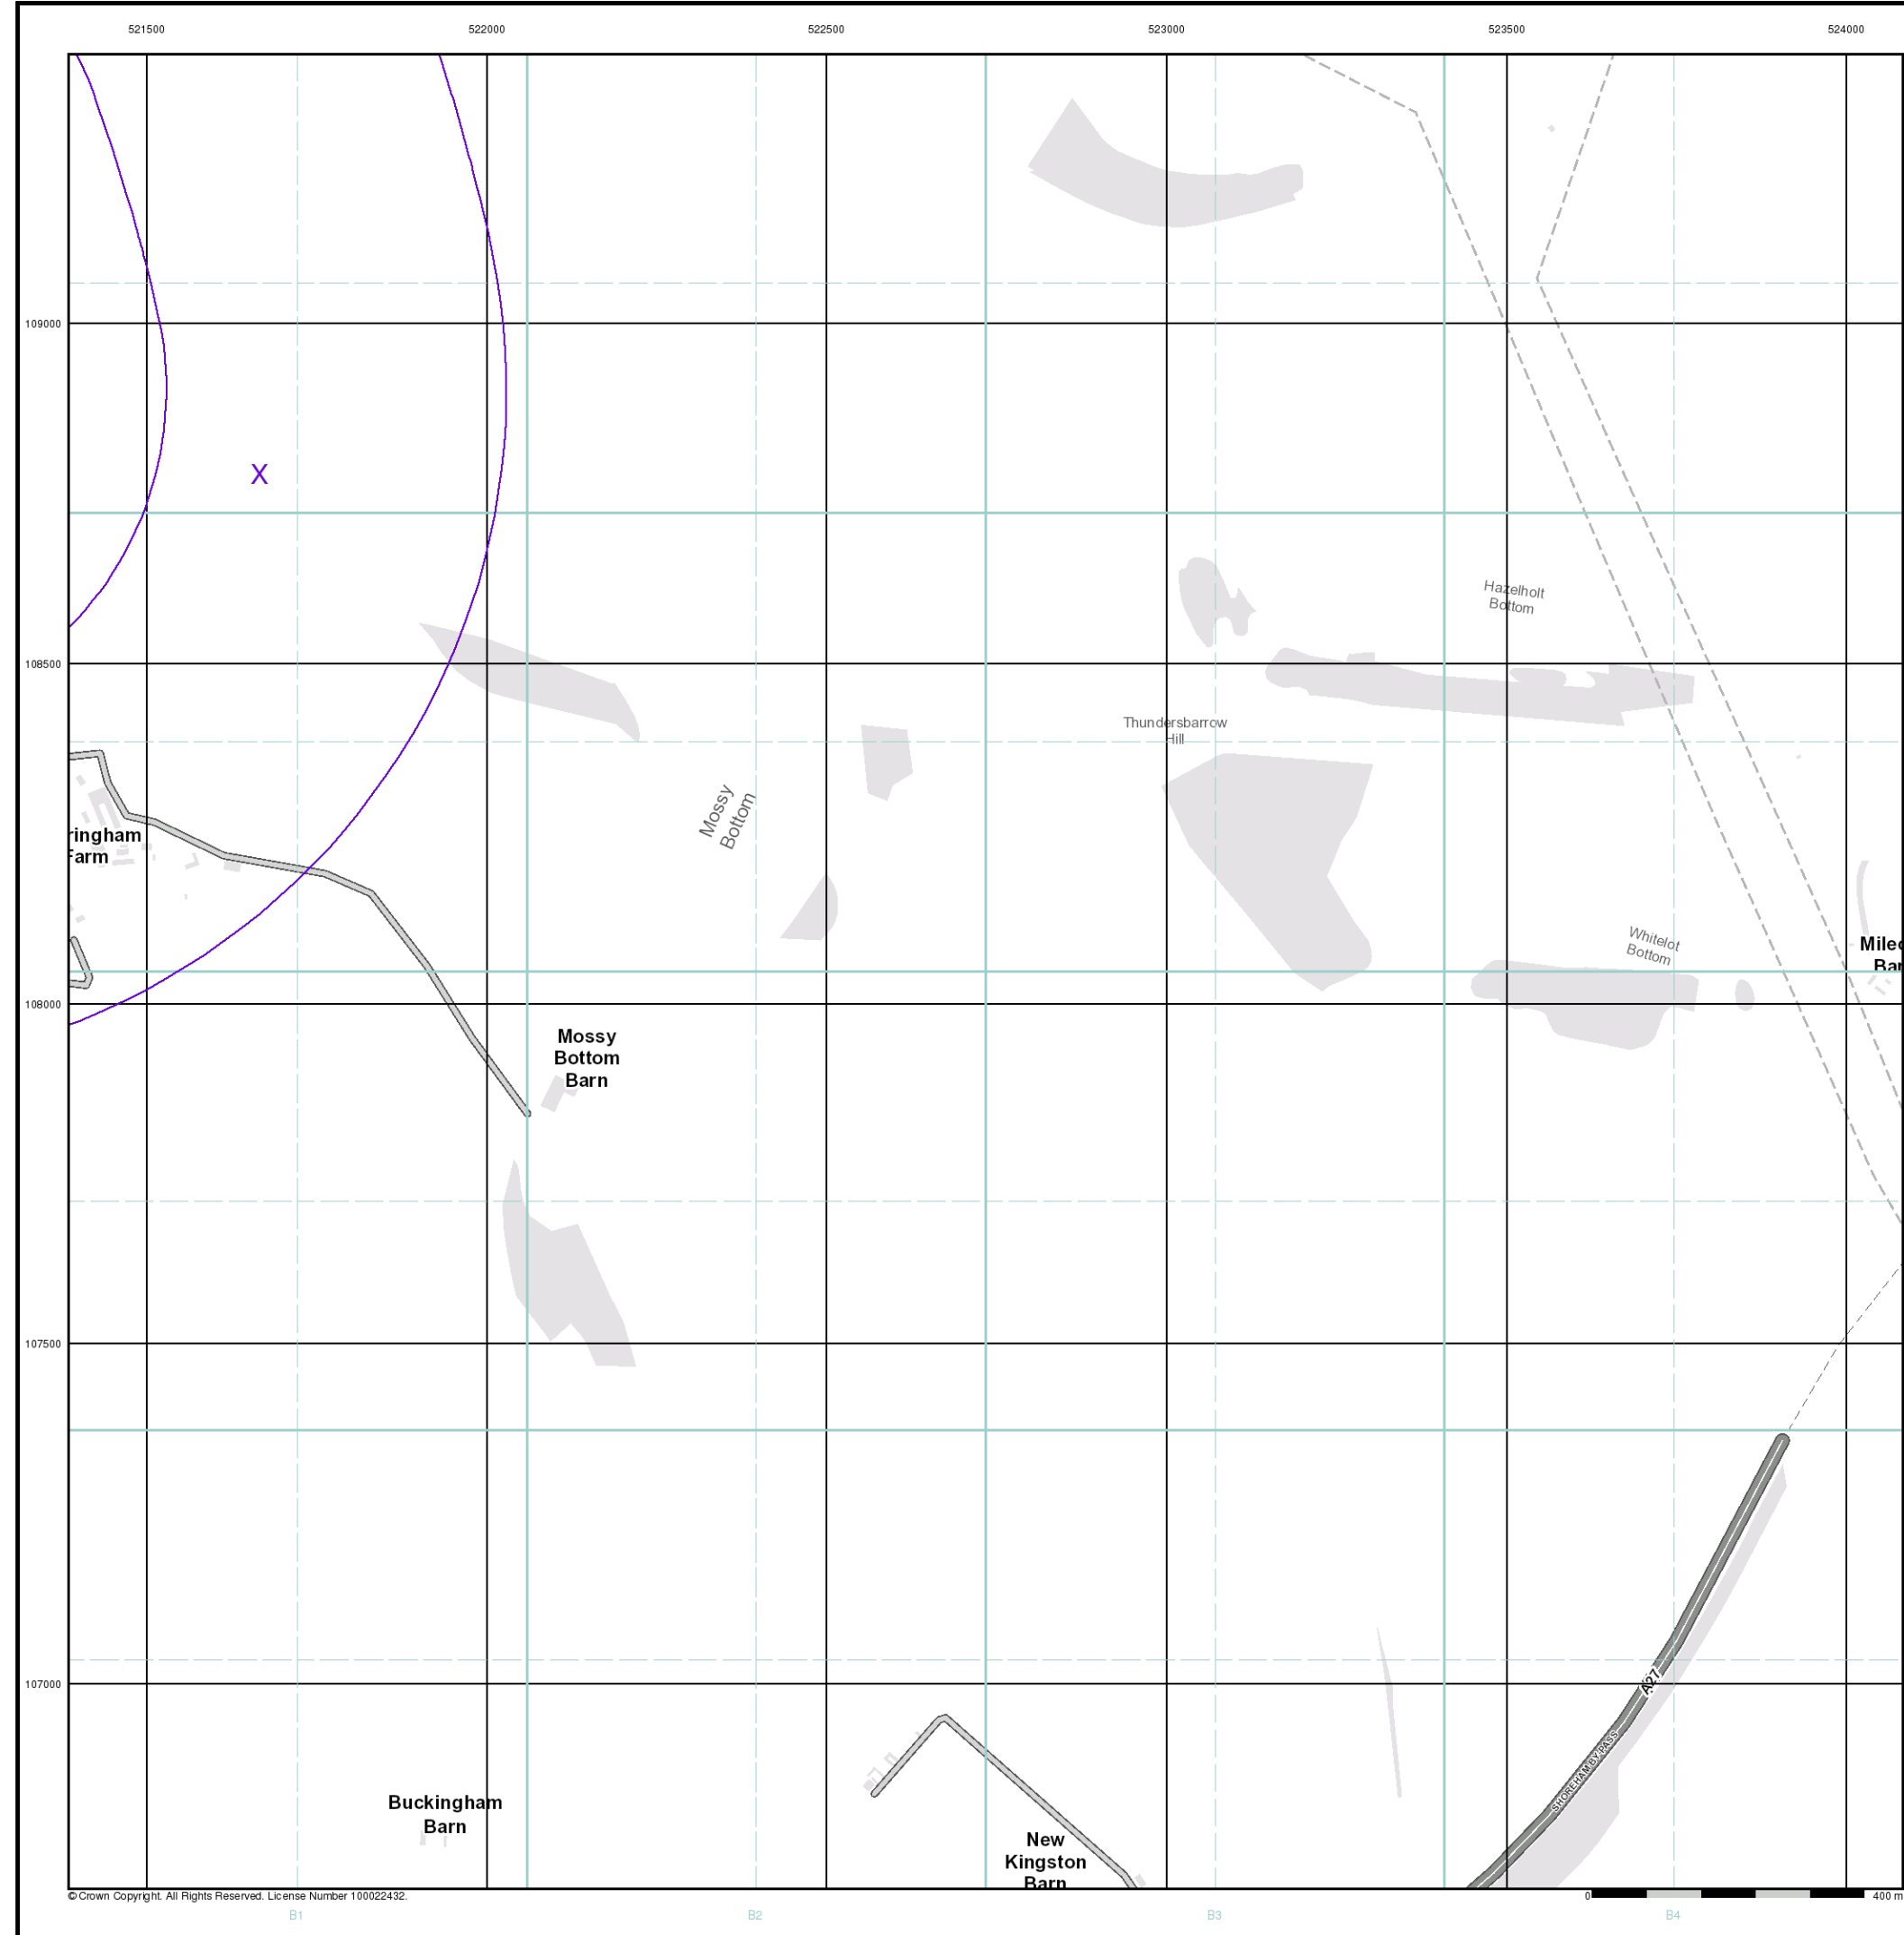 521500
522000
522500
523000
523500
524000
109000
X
Hazelholt
Bottom
108500
Thundersbarrow
Hill
Mossy
Bottom
ringham
Farm
Whitelot
Bottom
Milec
Bar
108000
Mossy
Bottom
Barn
107500
107000
A27
SHOREHAM BY-PASS
Buckingham
Barn
New
Kingston
Barn
© Crown Copyright. All Rights Reserved. License Number 100022432.
0
400 m
B1
B2
B3
B4